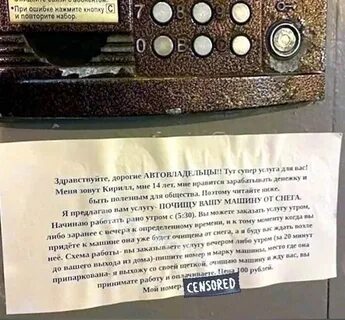 •При ошибке нажмите кнопку C
и повторите набор.
7
0 В
Здравствуйте, дорогие АВТОВЛАДЕЛЬЦЫ!! Тут супер услуга для вас!
Меня зовут Кирилл, мне 14 лет, мне нравится зарабатывать денежку и
быть полезным для общества. Поэтому читайте ниже.
Я предлагаю вам услугу- ПОЧИЩУ ВАШУ МАШИНУ ОТ СНЕГА.
Начинаю работать рано утром с (5:30). Вы можете заказать услугу утром,
либо заранее с вечера к определенному времени, и к тому моменту когда вы
придёте к машине она уже будет очищена от снега, а я буду вас ждать возле
неё. Схема работы- вы заказываете услугу вечером либо утром (за 20 минут
до вашего выхода из дома)-пишите номер и марку машины, место где она
припаркована- я выхожу со своей щеткой, очищаю машину и жду вас, вы
принимаете работу и оплачиваете. Цена 100 рублей.
Мой номер: CENSORED